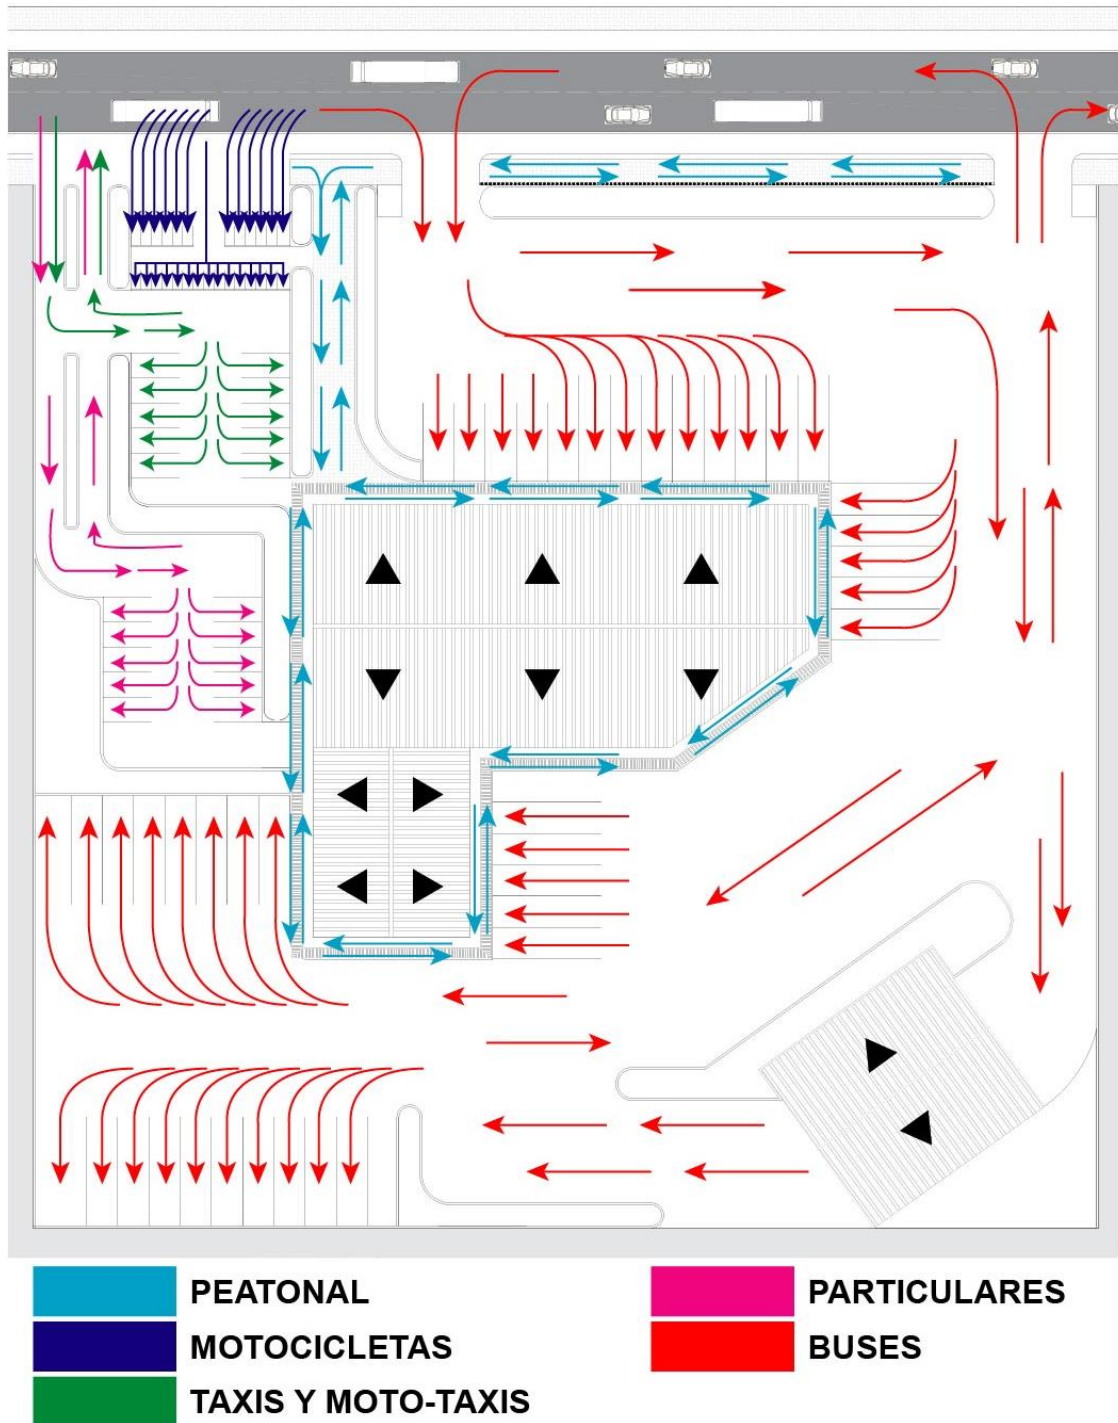 PEATONAL
MOTOCICLETAS
TAXIS Y MOTO-TAXIS
PARTICULARES
BUSES